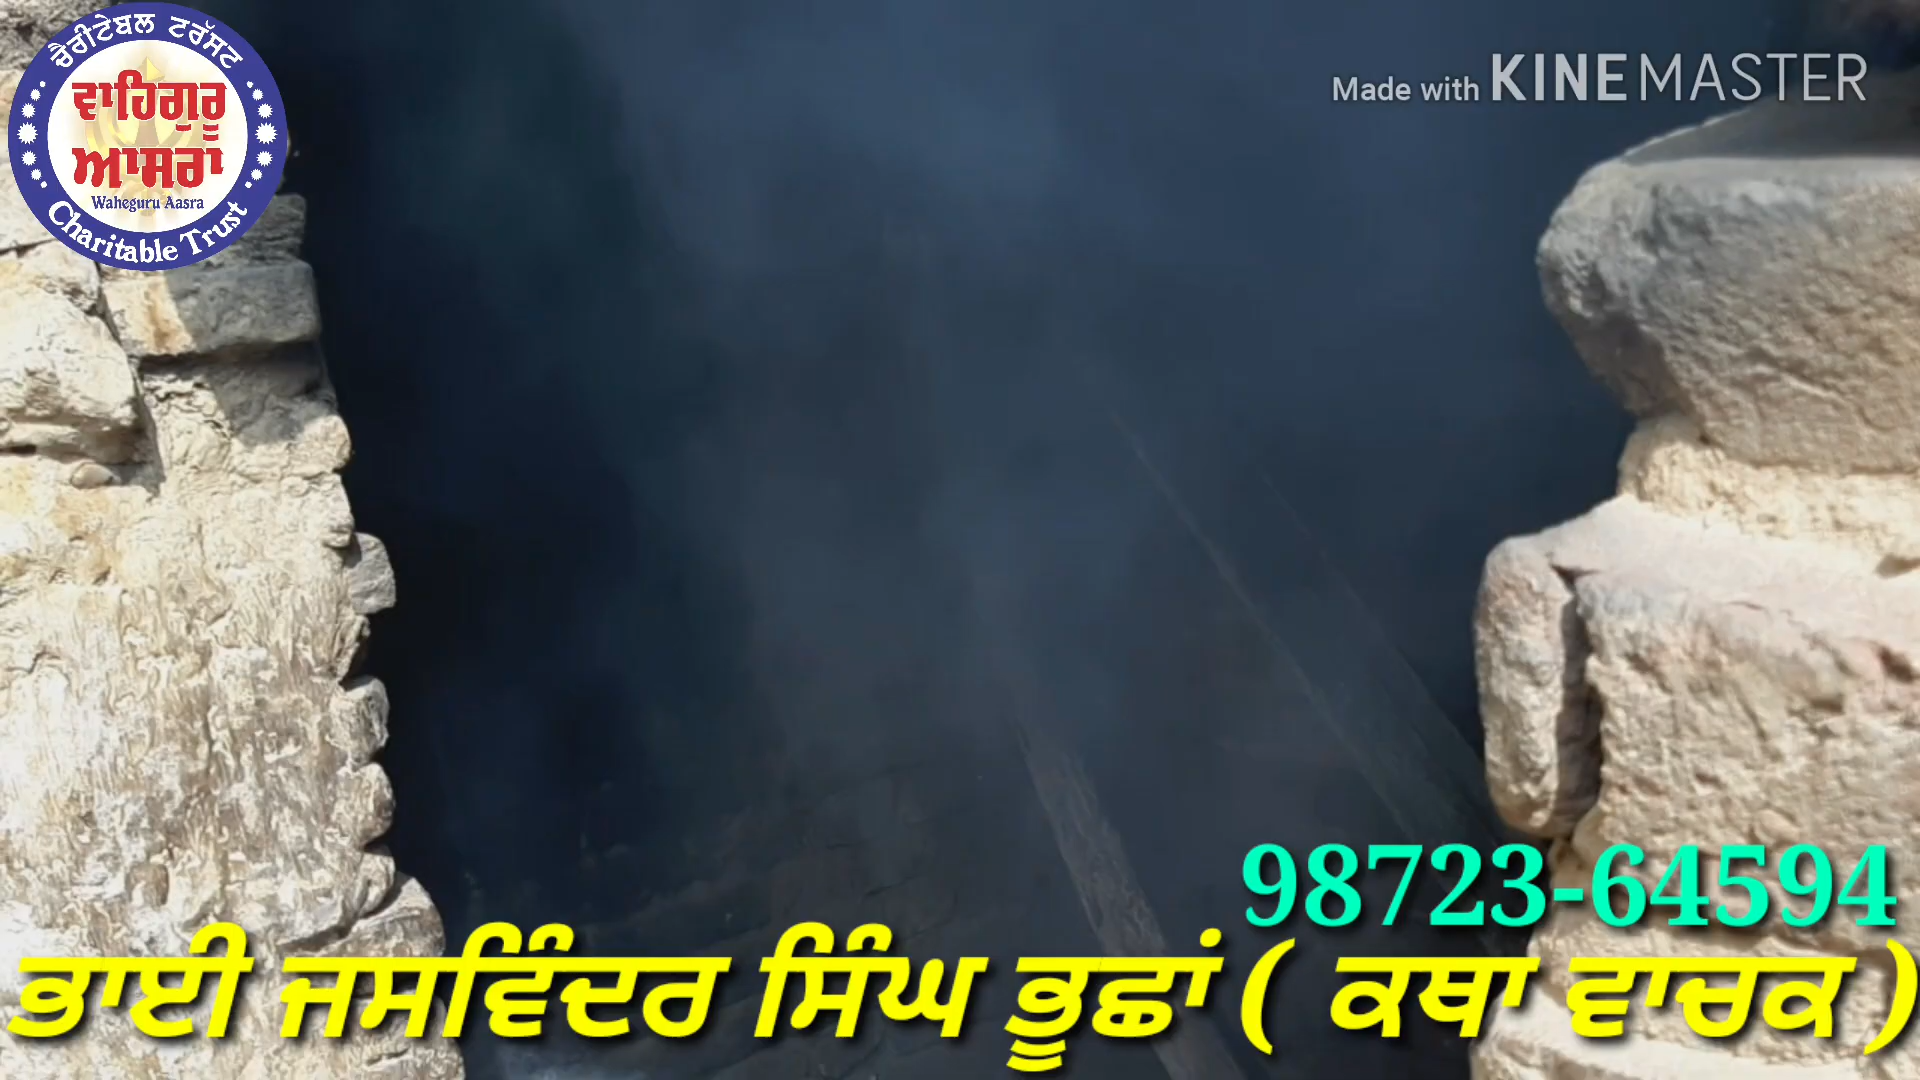 ਚੈਰੀਟੇਬਲ ਟਰੱਸਟ
ਵਾਹਿਗੁਰੂ
ਆਸਰਾ
Waheguru Aasra
Charitable Trust
Made with KINEMASTER
98723-64594
ਭਾਈ ਜਸਵਿੰਦਰ ਸਿੰਘ ਭੂਛਾਂ ( ਕਥਾ ਵਾਚਕ )